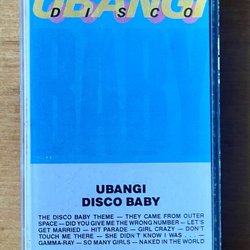 UBANGI
DISCO
UBANGI
DISCO BABY
THE DISCO BABY THEME — THEY CAME FROM OUTER
SPACE — DID YOU GIVE ME THE WRONG NUMBER — LET'S
GET MARRIED — HIT PARADE — GIRL CRAZY — DON'T
TOUCH ME THERE — SHE DIDN'T KNOW I WAS . . . —
GAMMA-RAY — SO MANY GIRLS — NAKED IN THE WORLD